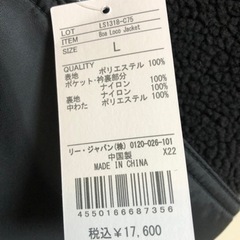 LOT LS1318-C75
ITEM Boa Loco Jacket
SIZE L
QUALITY
表地 ポリエステル 100%
ポケット・衿裏部分
ナイロン 100%
裏地 ナイロン 100%
中わた ポリエステル 100%
リー・ジャパン(株) 0120-026-101
中国製 X22
MADE IN CHINA
4550166687356
税込¥17,600